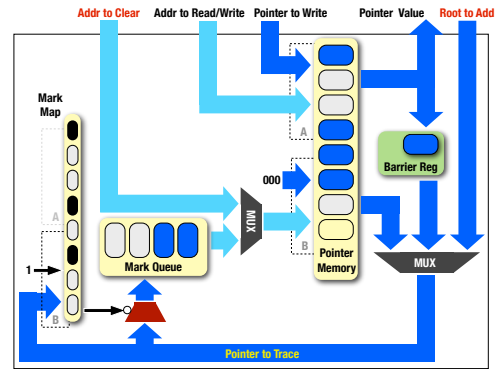 Addr to Clear
Addr to Read/Write
Pointer to Write
Pointer Value
Root to Add
Mark
Map
A
A
Barrier Reg
000
MUX
1
Mark Queue
B
Pointer
Memory
MUX
B
Pointer to Trace